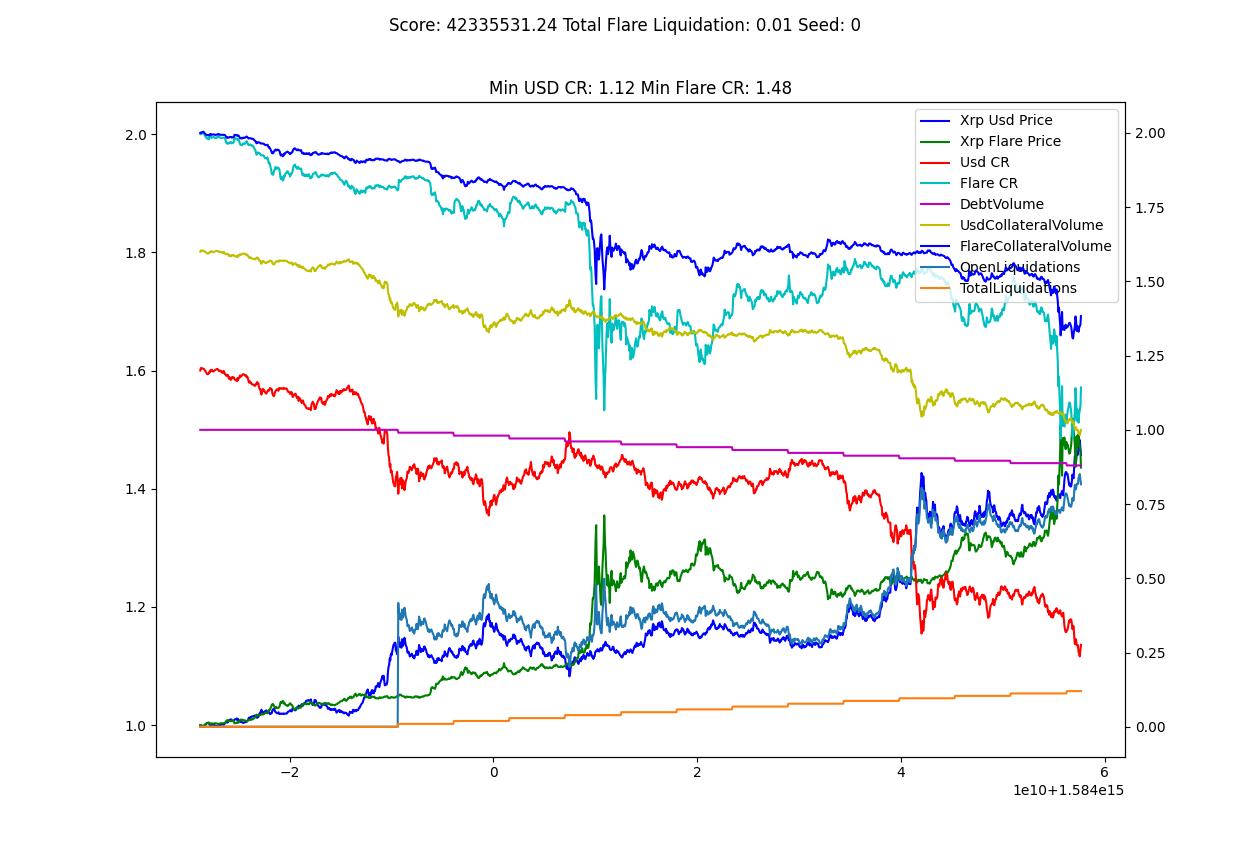 Score: 42335531.24 Total Flare Liquidation: 0.01 Seed: 0
Min USD CR: 1.12 Min Flare CR: 1.48
Xrp Usd Price
Xrp Flare Price
Usd CR
Flare CR
DebtVolume
UsdCollateralVolume
FlareCollateralVolume
OpenLiquidations
TotalLiquidations
2.0
1.8
1.6
1.4
1.2
1.0
2.00
1.75
1.50
1.25
1.00
0.75
0.50
0.25
0.00
−2
0
2
4
6
1e10+1.584e15